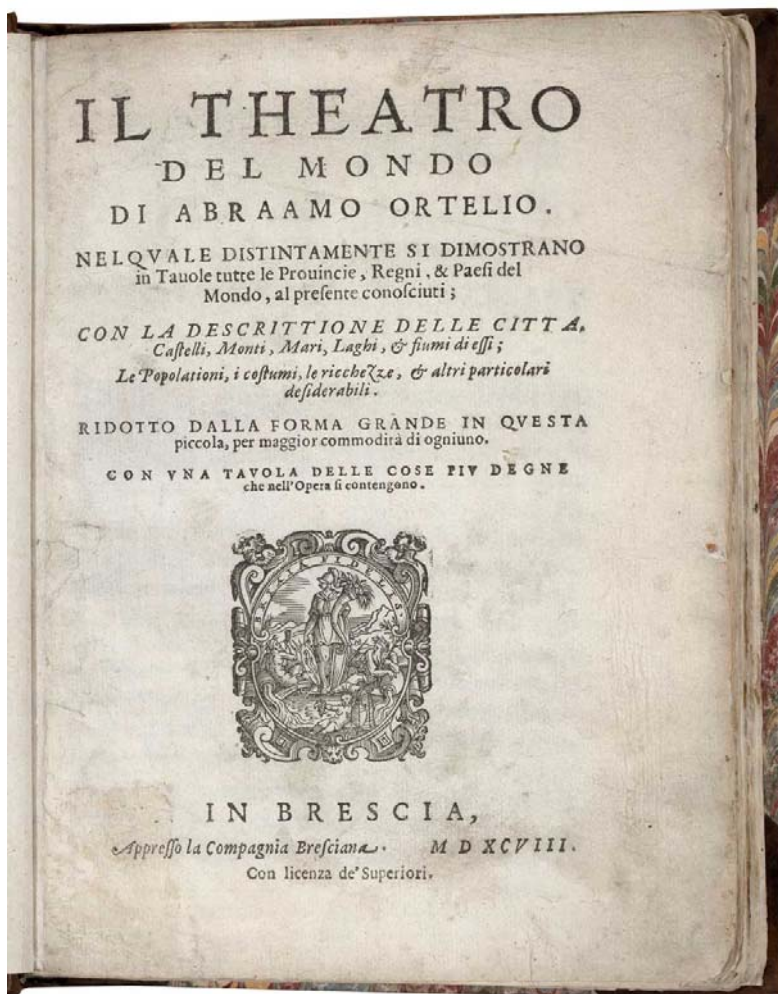 IL THEATRO
DEL MONDO
DI ABRAAMO ORTELIO.
NELQVALE DISTINTAMENTE SI DIMOSTRANO
in Tauole tutte le Prouincie, Regni, & Paeſi del
Mondo, al preſente conoſciuti;
CON LA DESCRITTIONE DELLE CITTA,
Caſtelli, Monti, Mari, Laghi, & fiumi di eſſi;
Le Popolationi, i coſtumi, le ricchezze, & altri particolari
deſiderabili.
RIDOTTO DALLA FORMA GRANDE IN QVESTA
piccola, per maggior commodità di ogniuno.
CON VNA TAVOLA DELLE COSE PIV DEGNE
che nell'Opera ſi contengono.
BRIXIA FIDELIS.
IN BRESCIA,
Appreſſo la Compagnia Breſciana. M D XCVIII.
Con licenza de' Superiori.